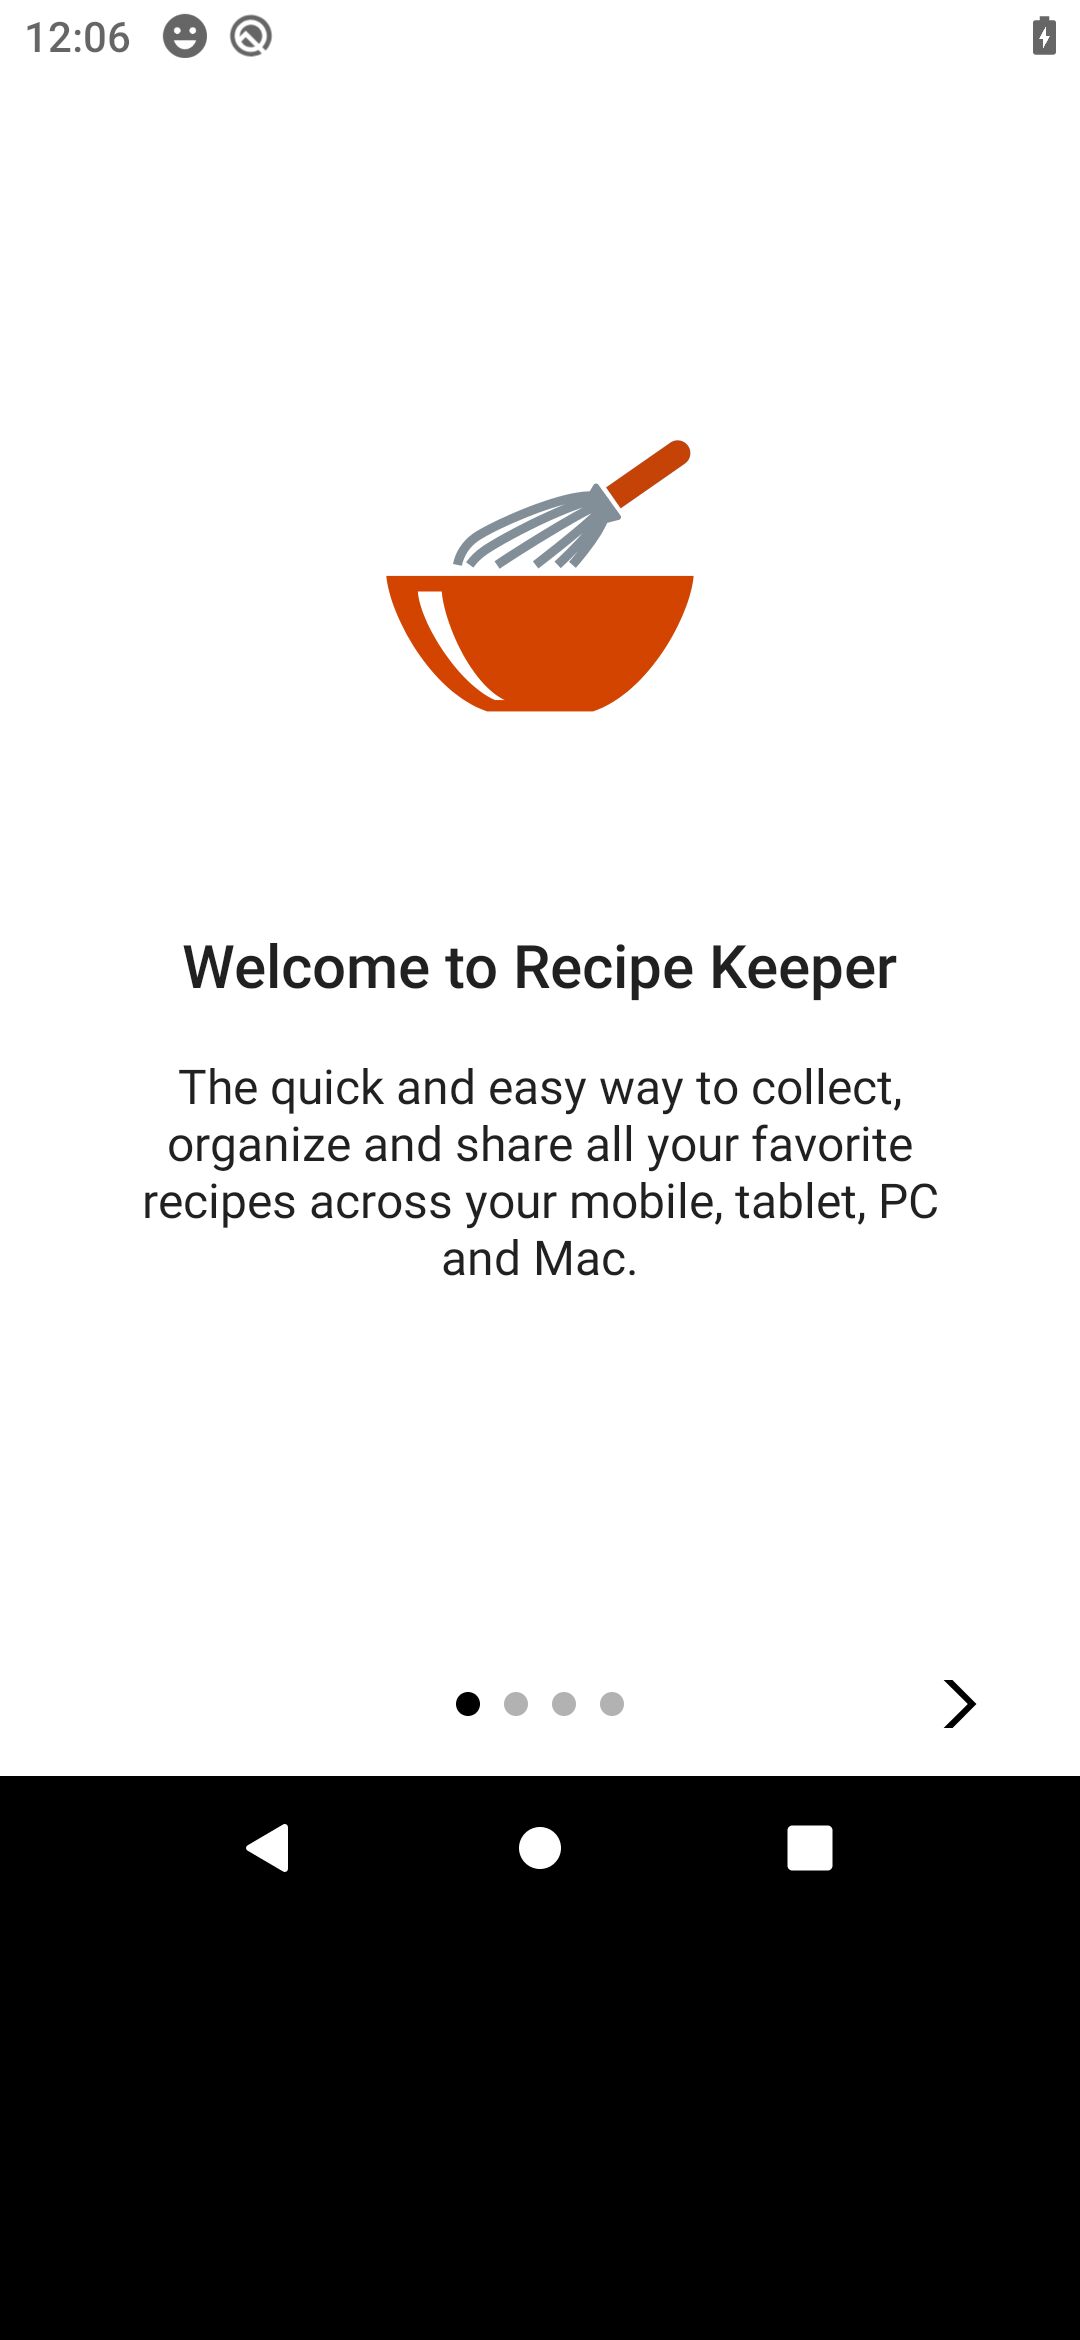 12:06
Welcome to Recipe Keeper
The quick and easy way to collect,
organize and share all your favorite
recipes across your mobile, tablet, PC
and Mac.